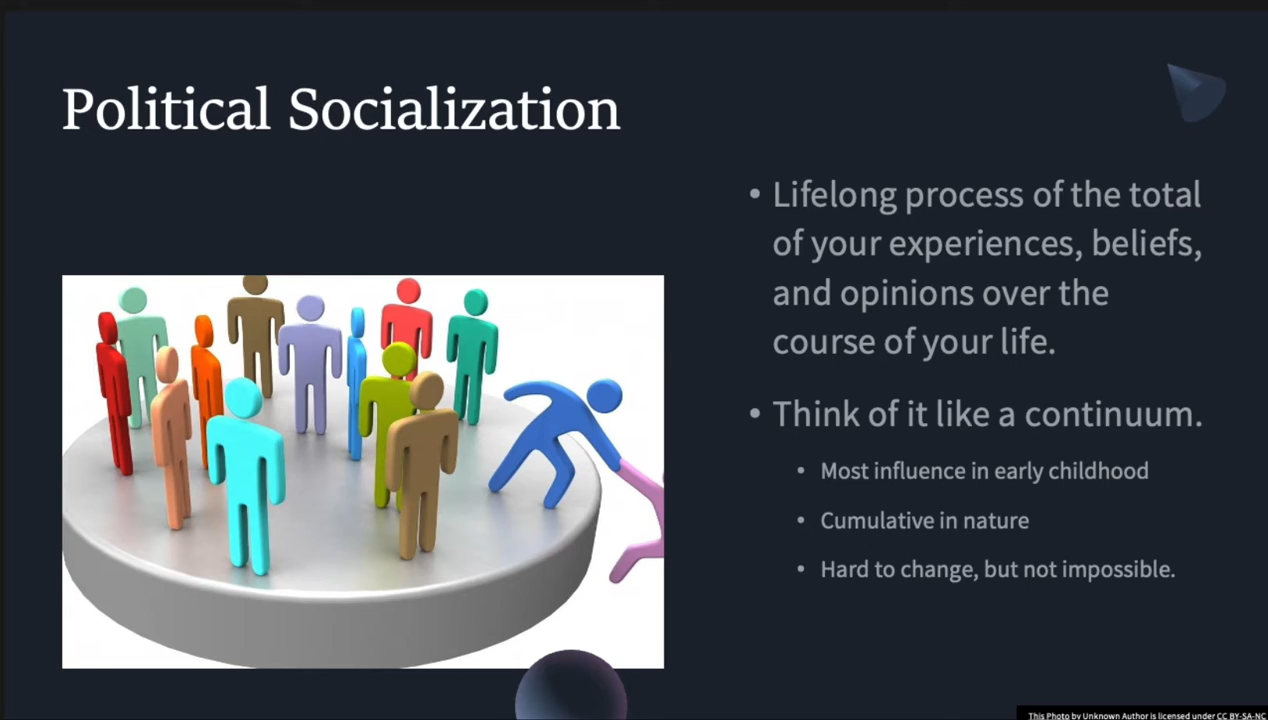 Political Socialization
• Lifelong process of the total
of your experiences, beliefs,
and opinions over the
course of your life.
• Think of it like a continuum.
• Most influence in early childhood
• Cumulative in nature
• Hard to change, but not impossible.
This Photo by Unknown Author is licensed under CC BY-SA-NC